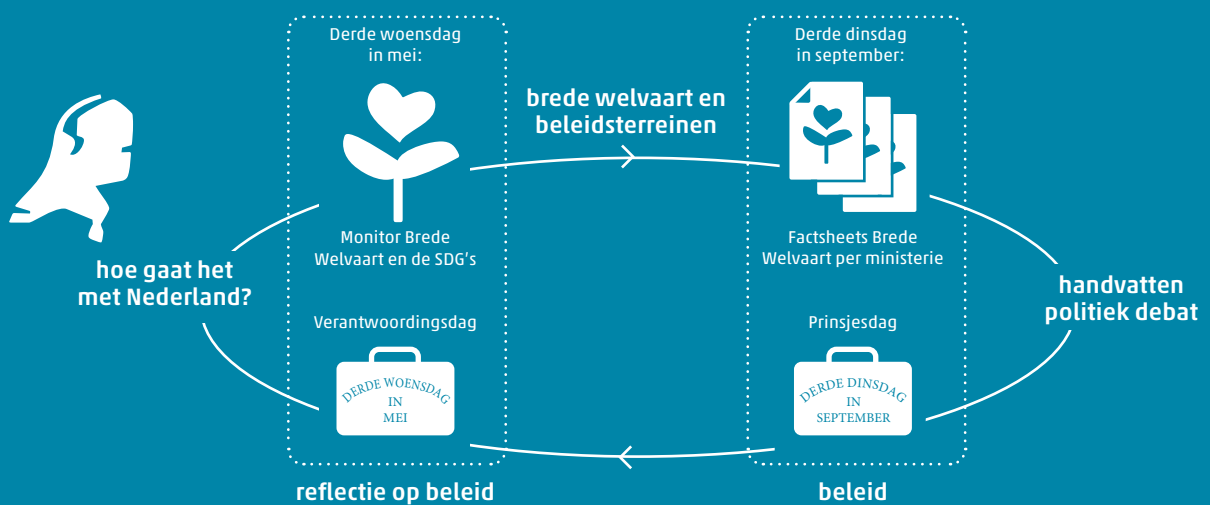 Derde woensdag
in mei:
Derde dinsdag
in september:
brede welvaart en
beleidsterreinen
Monitor Brede
Welvaart en de SDG's
Factsheets Brede
Welvaart per ministerie
hoe gaat het
met Nederland?
handvatten
politiek debat
Verantwoordingsdag
Prinsjesdag
DERDE WOENSDAG
IN
MEI
DERDE DINSDAG
IN
SEPTEMBER
reflectie op beleid
beleid